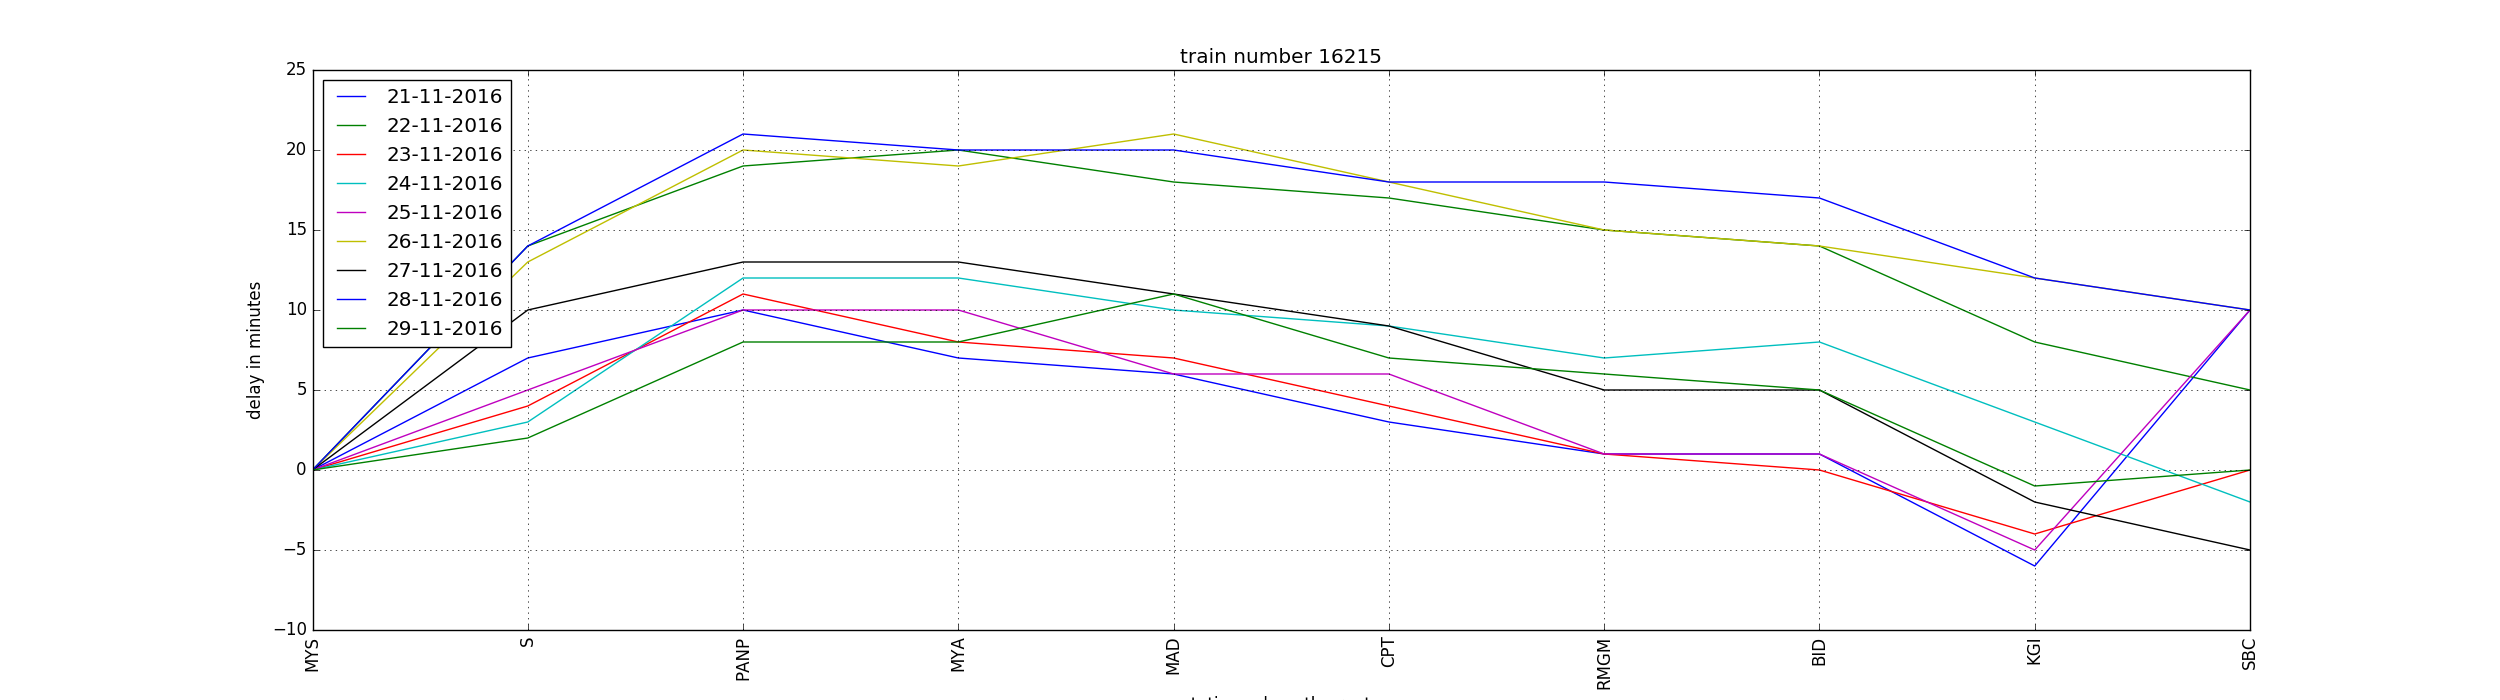 train number 16215
25
20
15
10
5
0
−5
−10
delay in minutes
21-11-2016
22-11-2016
23-11-2016
24-11-2016
25-11-2016
26-11-2016
27-11-2016
28-11-2016
29-11-2016
MYS
S
PANP
MYA
MAD
CPT
RMGM
BID
KGI
SBC